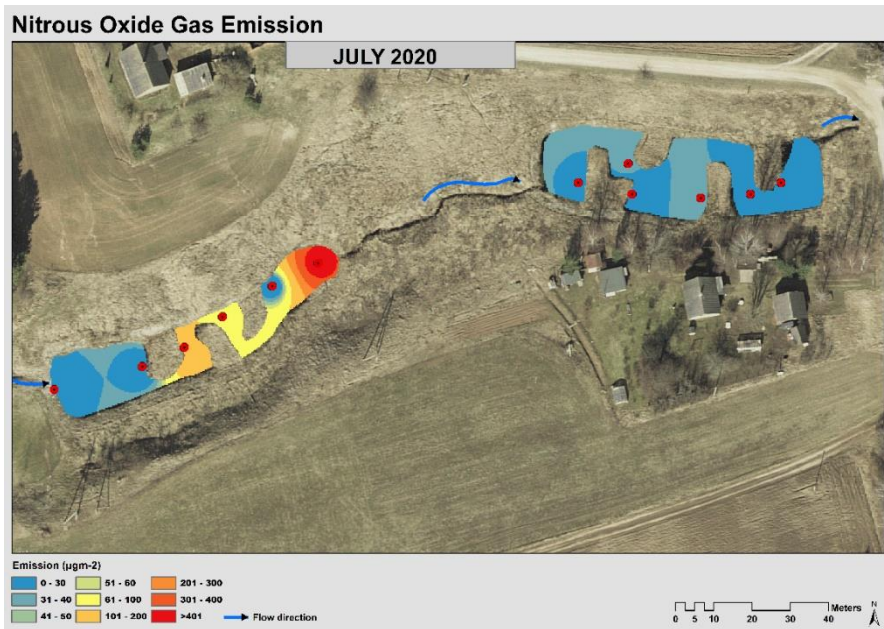 Nitrous Oxide Gas Emission
JULY 2020
Emission (µgm-2)
0 - 30
51 - 60
201 - 300
31 - 40
61 - 100
301 - 400
41 - 50
101 - 200
>401
Flow direction
Meters
0 5 10 20 30 40
N